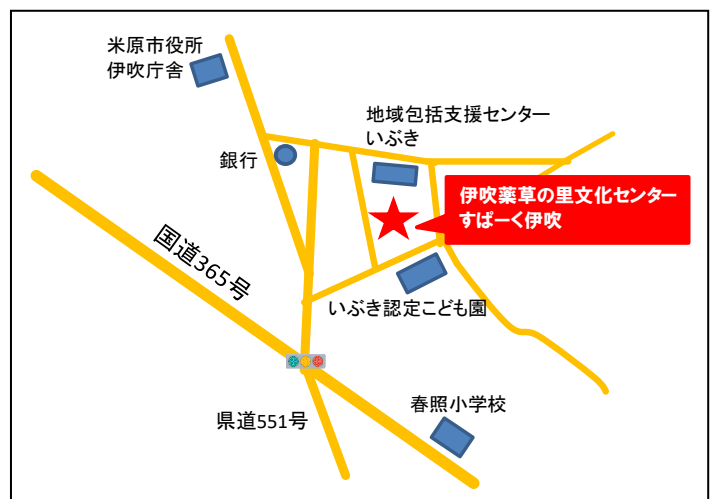 米原市役所
伊吹庁舎
地域包括支援センター
いぶき
銀行
伊吹薬草の里文化センター
すぱーく伊吹
国道365号
いぶき認定こども園
春照小学校
県道551号